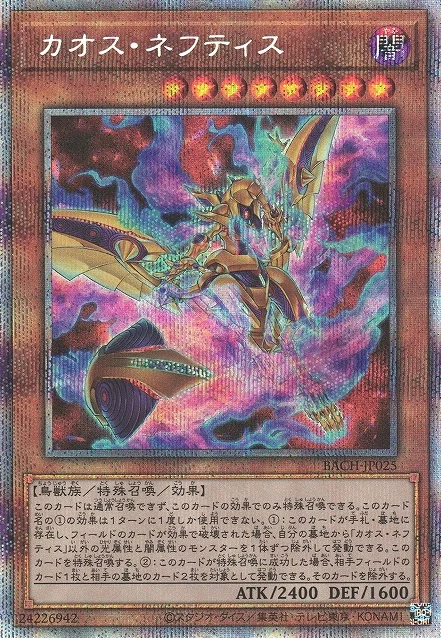 カオス・ネフティス
闇
BACH-JP025
【鳥獣族/特殊召喚/効果】
このカードは通常召喚できず、このカードの効果でのみ特殊召喚できる。このカード
名の①の効果は1ターンに1度しか使用できない。①：このカードが手札・墓地に
存在し、フィールドのカードが効果で破壊された場合、自分の墓地から「カオス・ネフ
ティス」以外の光属性と闇属性のモンスターを1体ずつ除外して発動できる。この
カードを特殊召喚する。②：このカードが特殊召喚に成功した場合、相手フィールド
のカード1枚と相手の墓地のカード2枚を対象として発動できる。そのカードを除外する。
ATK/2400 DEF/1600
24226942
©スタジオ・ダイス/集英社・テレビ東京・KONAMI